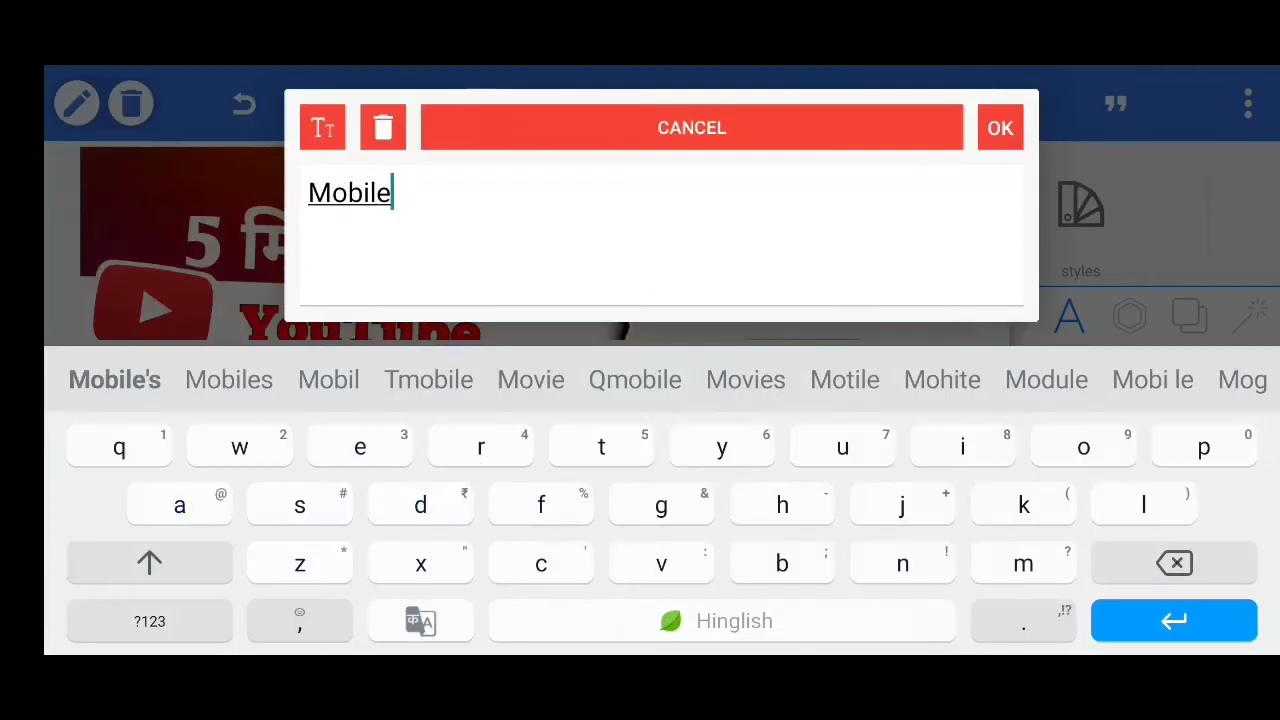 Tт CANCEL OK
Mobile
5 मि
YouTube
styles
Mobile's Mobiles Mobil Tmobile Movie Qmobile Movies Motile Mohite Module Mobi le Mog
q 1 w 2 e 3 r 4 t 5 y 6 u 7 i 8 o 9 p 0
a @ s # d ₹ f % g & h - j + k ( l )
z * x " c ' v : b ; n ! m ?
?123 , क A Hinglish . ,!?